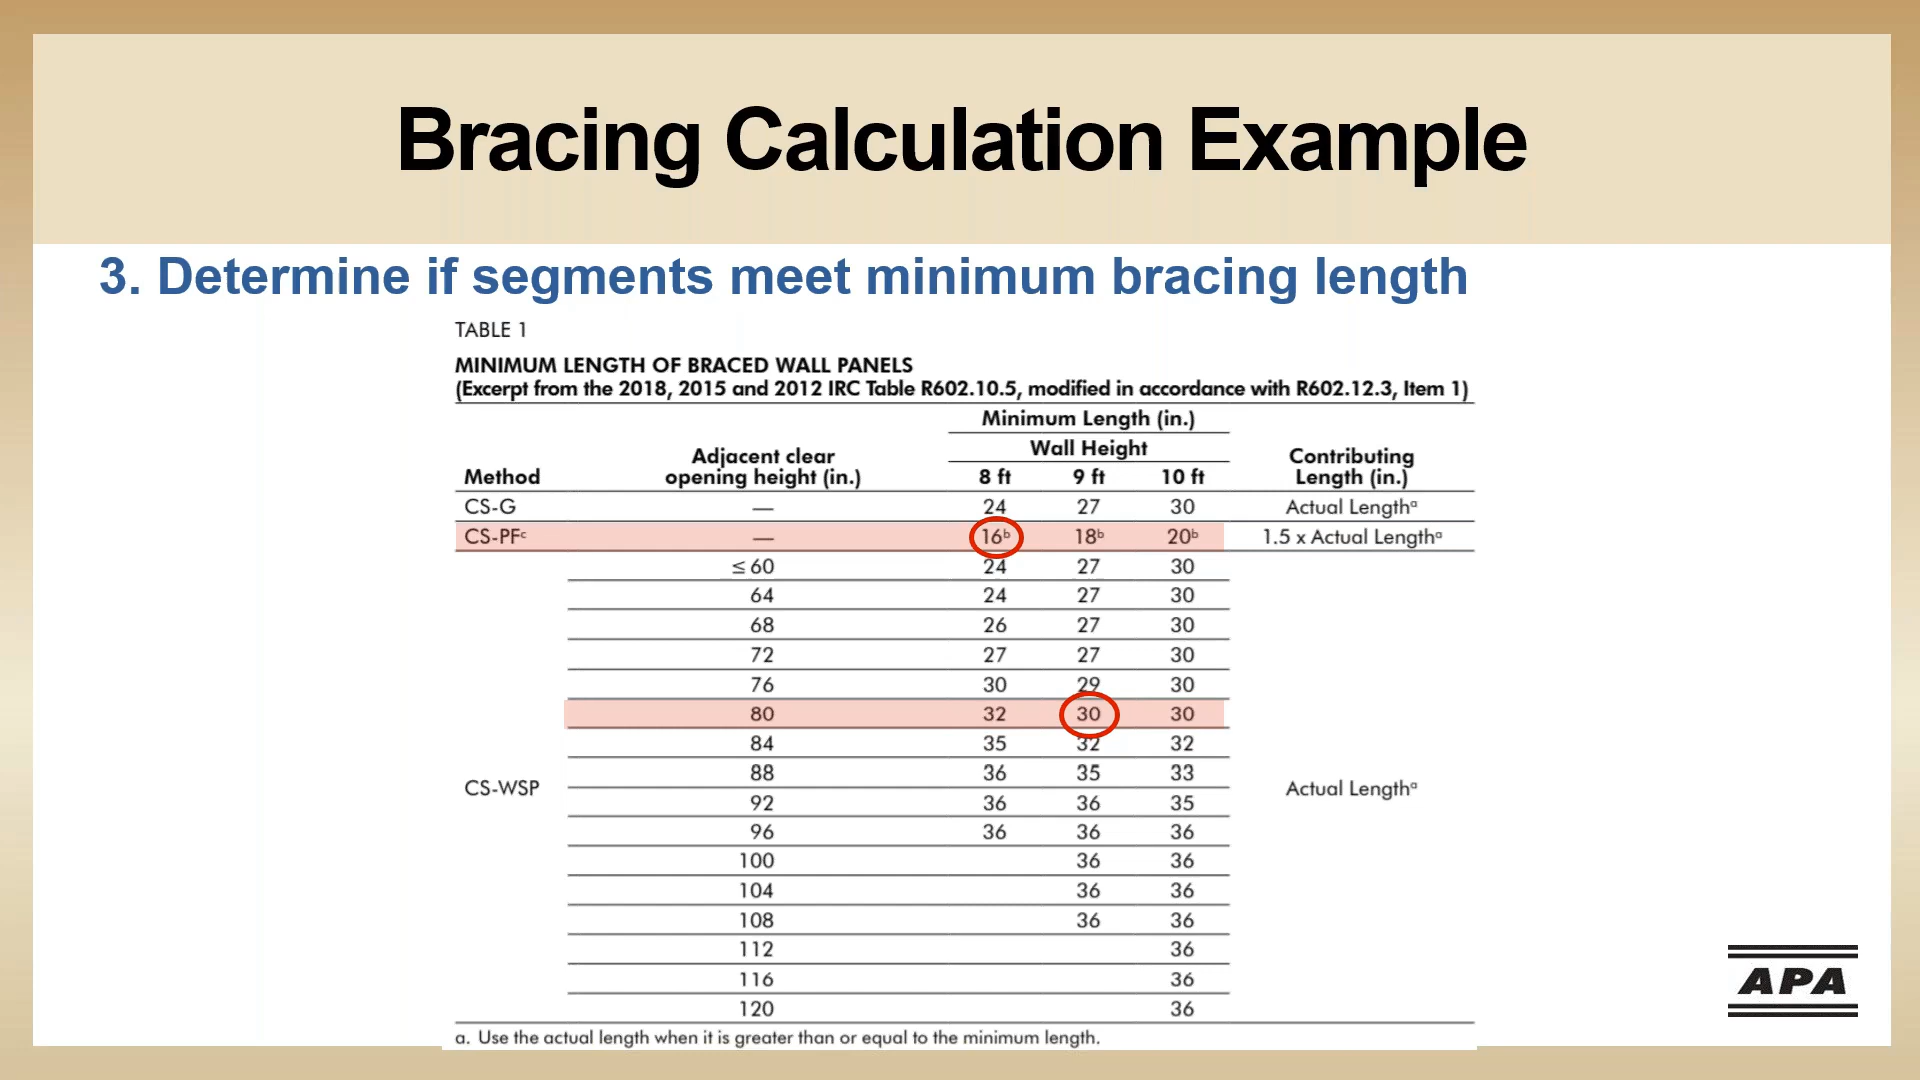 Bracing Calculation Example
3. Determine if segments meet minimum bracing length
TABLE 1
MINIMUM LENGTH OF BRACED WALL PANELS
(Excerpt from the 2018, 2015 and 2012 IRC Table R602.10.5, modified in accordance with R602.12.3, Item 1)
Minimum Length (in.)
Wall Height
Method Adjacent clear opening height (in.) 8 ft 9 ft 10 ft Contributing Length (in.)
CS-G — 24 27 30 Actual Lengthᵃ
CS-PFᶜ — 16ᵇ 18ᵇ 20ᵇ 1.5 x Actual Lengthᵃ
≤ 60 24 27 30
64 24 27 30
68 26 27 30
72 27 27 30
76 30 29 30
80 32 30 30
84 35 32 32
88 36 35 33
CS-WSP Actual Lengthᵃ
92 36 36 35
96 36 36 36
100 36 36
104 36 36
108 36 36
112 36
116 36
120 36
a. Use the actual length when it is greater than or equal to the minimum length.
APA